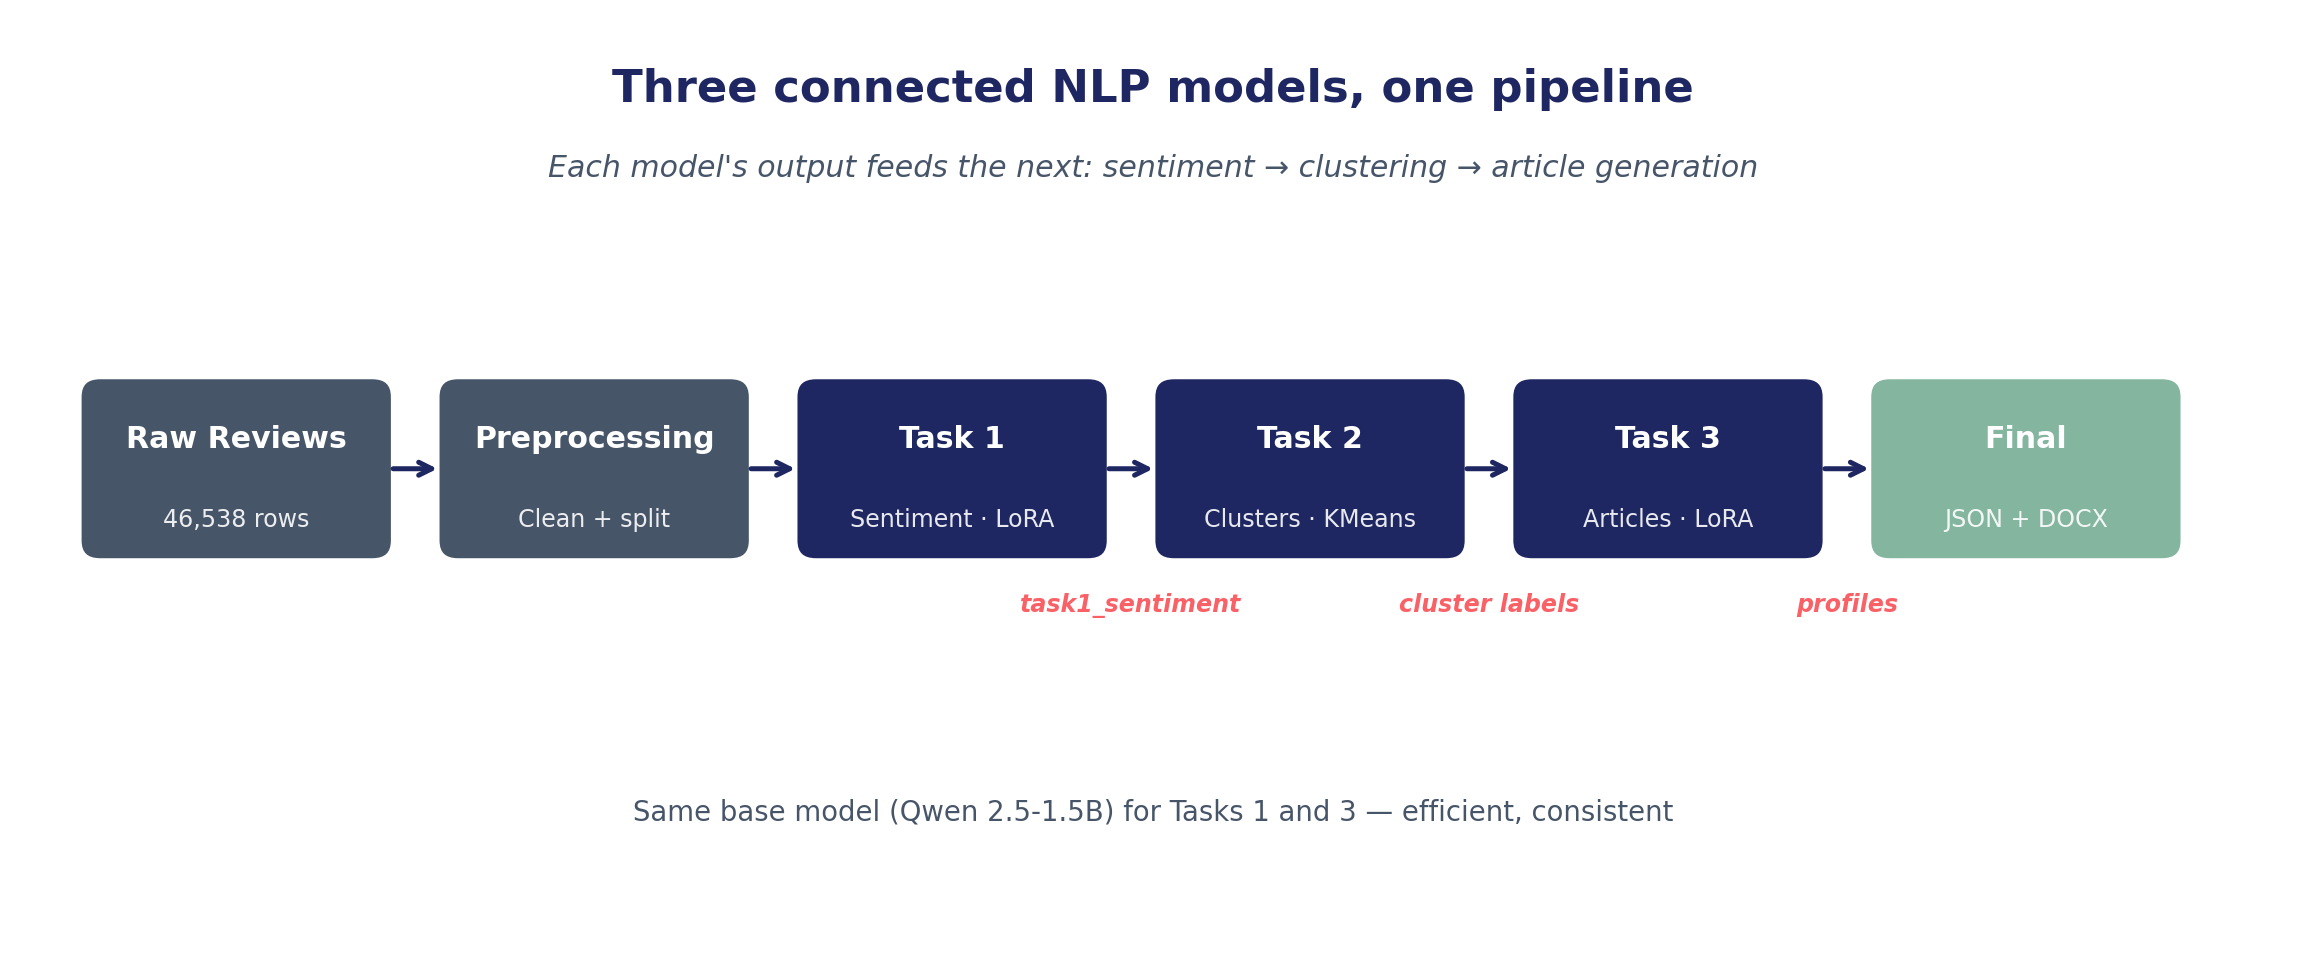 Three connected NLP models, one pipeline
Each model's output feeds the next: sentiment → clustering → article generation
Raw Reviews
46,538 rows
Preprocessing
Clean + split
Task 1
Sentiment · LoRA
Task 2
Clusters · KMeans
Task 3
Articles · LoRA
Final
JSON + DOCX
task1_sentiment
cluster labels
profiles
Same base model (Qwen 2.5-1.5B) for Tasks 1 and 3 — efficient, consistent